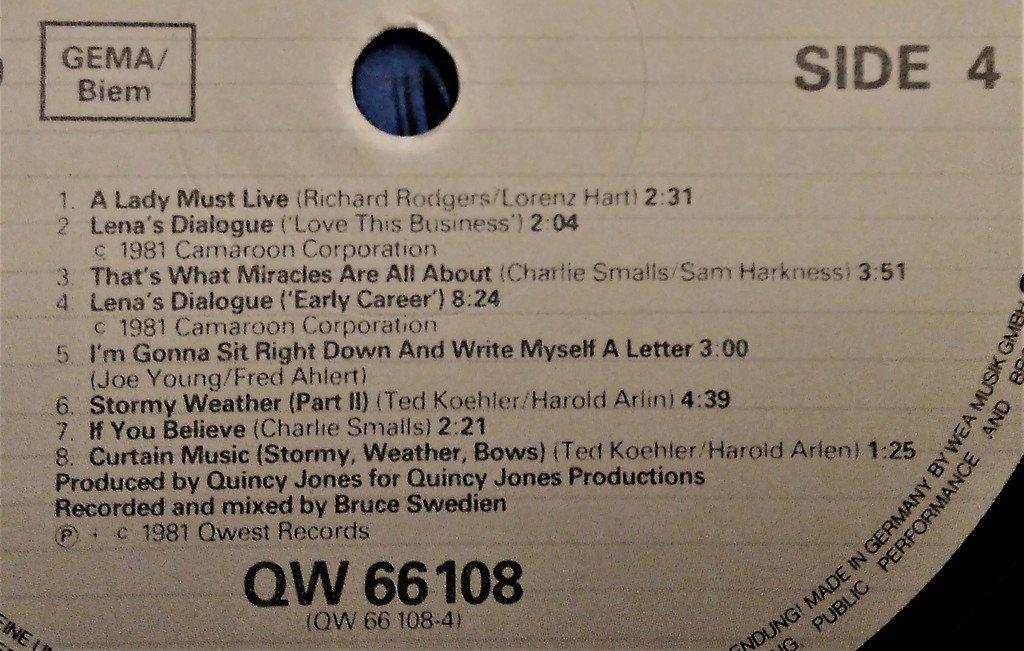 GEMA/
Biem
SIDE 4
1. A Lady Must Live (Richard Rodgers/Lorenz Hart) 2:31
2 Lena's Dialogue ('Love This Business') 2:04
c 1981 Camaroon Corporation
3. That's What Miracles Are All About (Charlie Smalls/Sam Harkness) 3:51
4. Lena's Dialogue ('Early Career') 8:24
c 1981 Camaroon Corporation
5. I'm Gonna Sit Right Down And Write Myself A Letter 3:00
(Joe Young/Fred Ahlert)
6. Stormy Weather (Part II) (Ted Koehler/Harold Arlin) 4:39
7. If You Believe (Charlie Smalls) 2:21
8. Curtain Music (Stormy, Weather, Bows) (Ted Koehler/Harold Arlen) 1:25
Produced by Quincy Jones for Quincy Jones Productions
Recorded and mixed by Bruce Swedien
℗ + c 1981 Qwest Records
QW 66108
(QW 66 108-4)
MADE IN GERMANY BY WEA MUSIK GMBH
PUBLIC PERFORMANCE AND